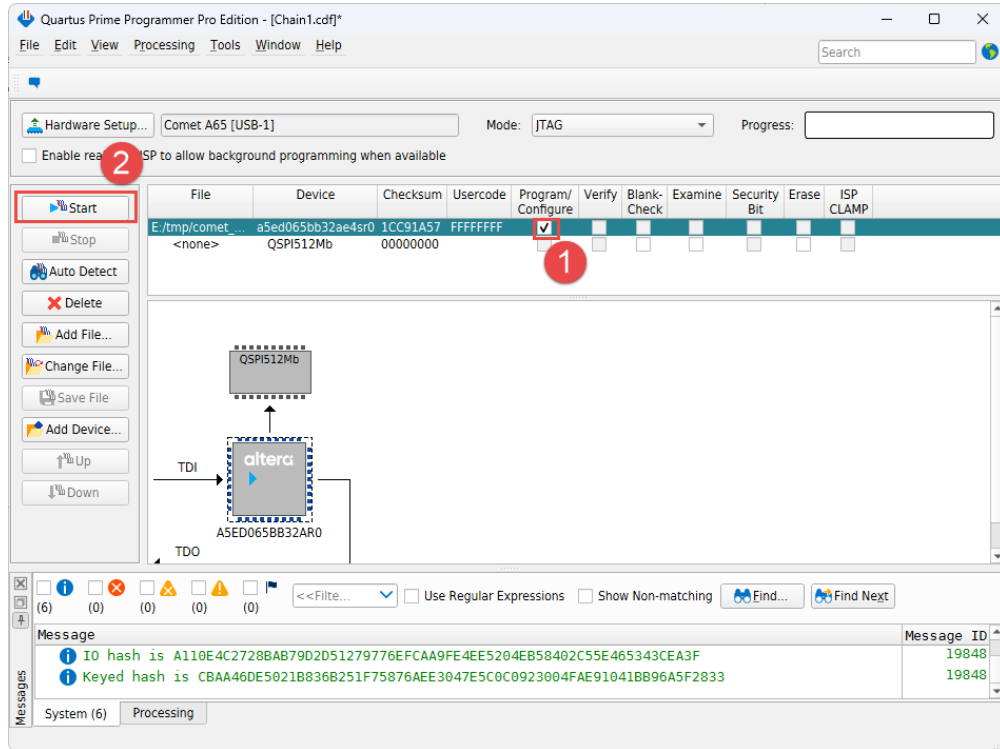 Quartus Prime Programmer Pro Edition - [Chain1.cdf]*
File Edit View Processing Tools Window Help
Search
Hardware Setup... Comet A65 [USB-1] Mode: JTAG Progress:
Enable ISP to allow background programming when available
2
File Device Checksum Usercode Program/ Verify Blank- Examine Security Erase ISP
Configure Check Bit CLAMP
Start
E:/tmp/comet_... a5ed065bb32ae4sr0 1CC91A57 FFFFFFFF
<none> QSPI512Mb 00000000
1
Stop
Auto Detect
Delete
Add File...
Change File...
Save File
Add Device...
Up
Down
QSPI512Mb
altera
TDI
A5ED065BB32AR0
TDO
(6) (0) (0) (0) (0)
<<Filte... Use Regular Expressions Show Non-matching Find... Find Next
Message Message ID
IO hash is A110E4C2728BAB79D2D51279776EFCAA9FE4EE5204EB58402C55E465343CEA3F 19848
Keyed hash is CBAA46DE5021B836B251F75876AEE3047E5C0C0923004FAE91041BB96A5F2833 19848
Messages
System (6) Processing